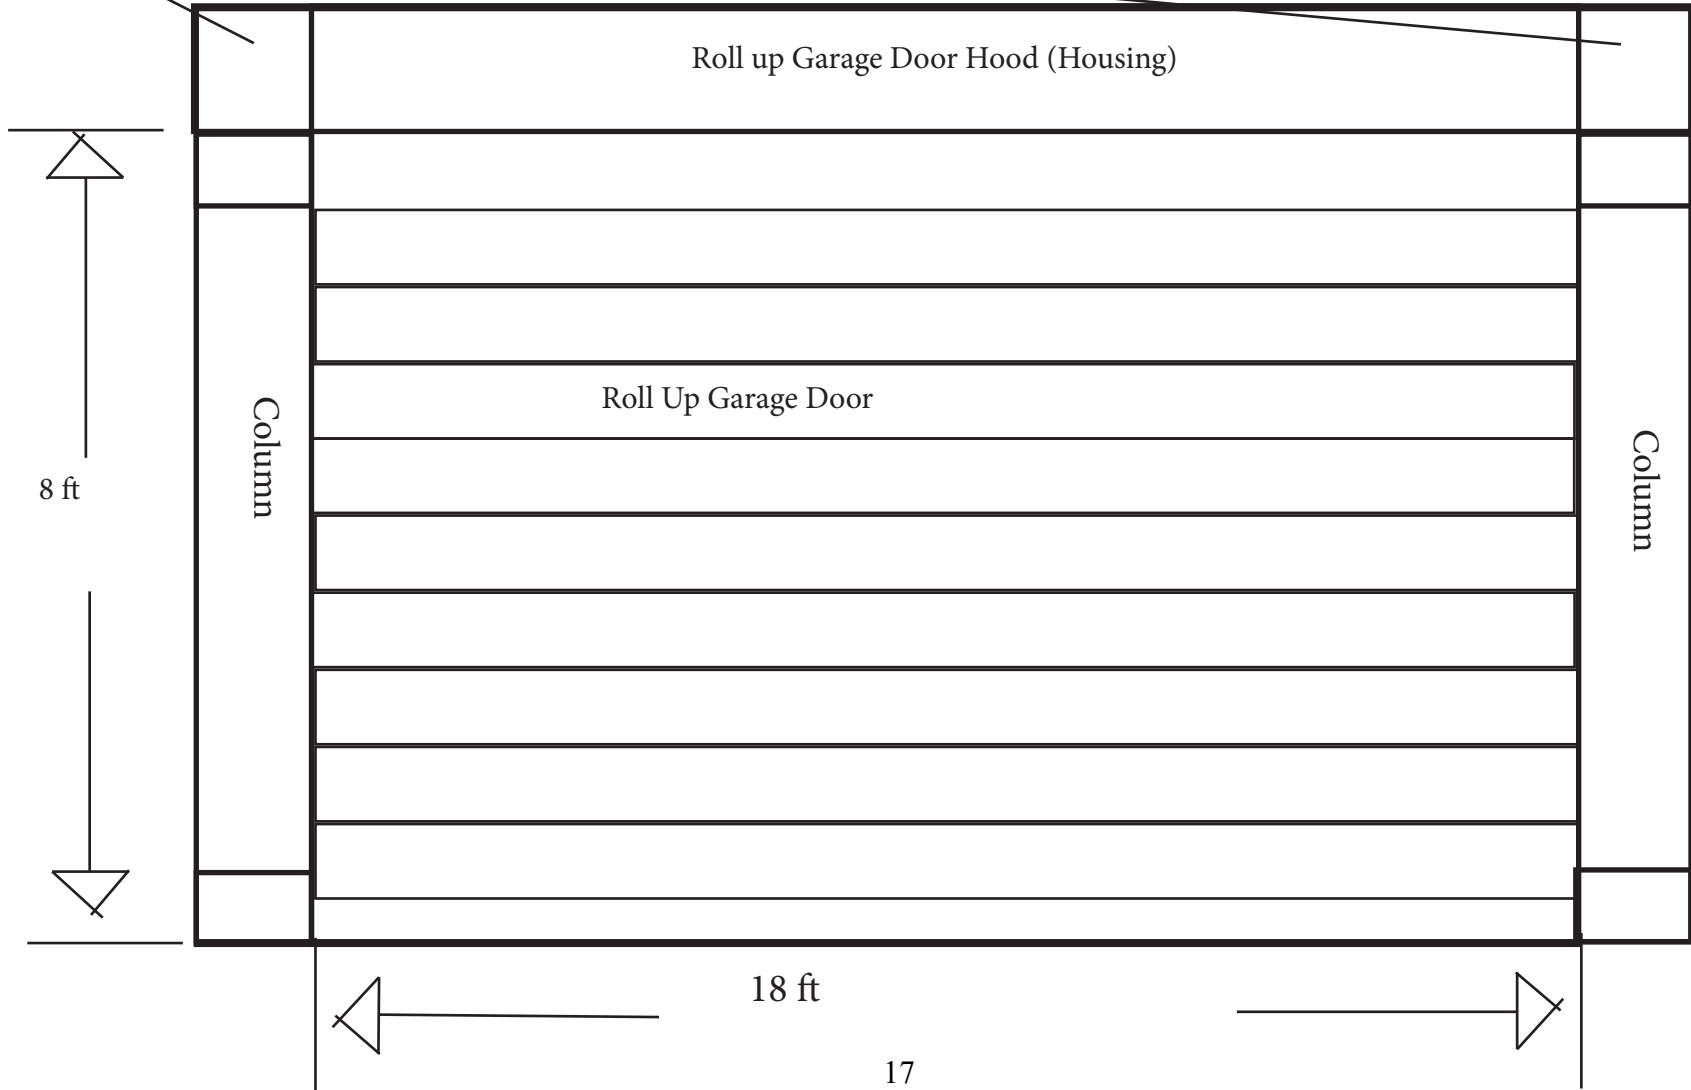 Roll up Garage Door Hood (Housing)
Roll Up Garage Door
Column
Column
8 ft
18 ft
17